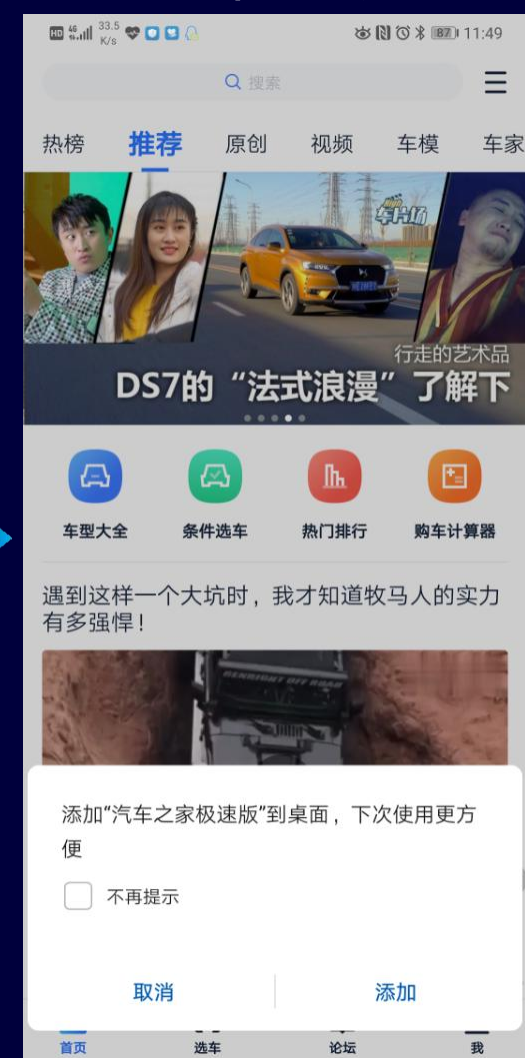 HD 46 33.5 K/s 87 11:49
搜索
热榜 推荐 原创 视频 车模 车家
High 车片场
行走的艺术品
DS7的“法式浪漫”了解下
车型大全 条件选车 热门排行 购车计算器
遇到这样一个大坑时，我才知道牧马人的实力
有多强悍！
添加“汽车之家极速版”到桌面，下次使用更方
便
不再提示
取消 添加
首页 选车 论坛 我